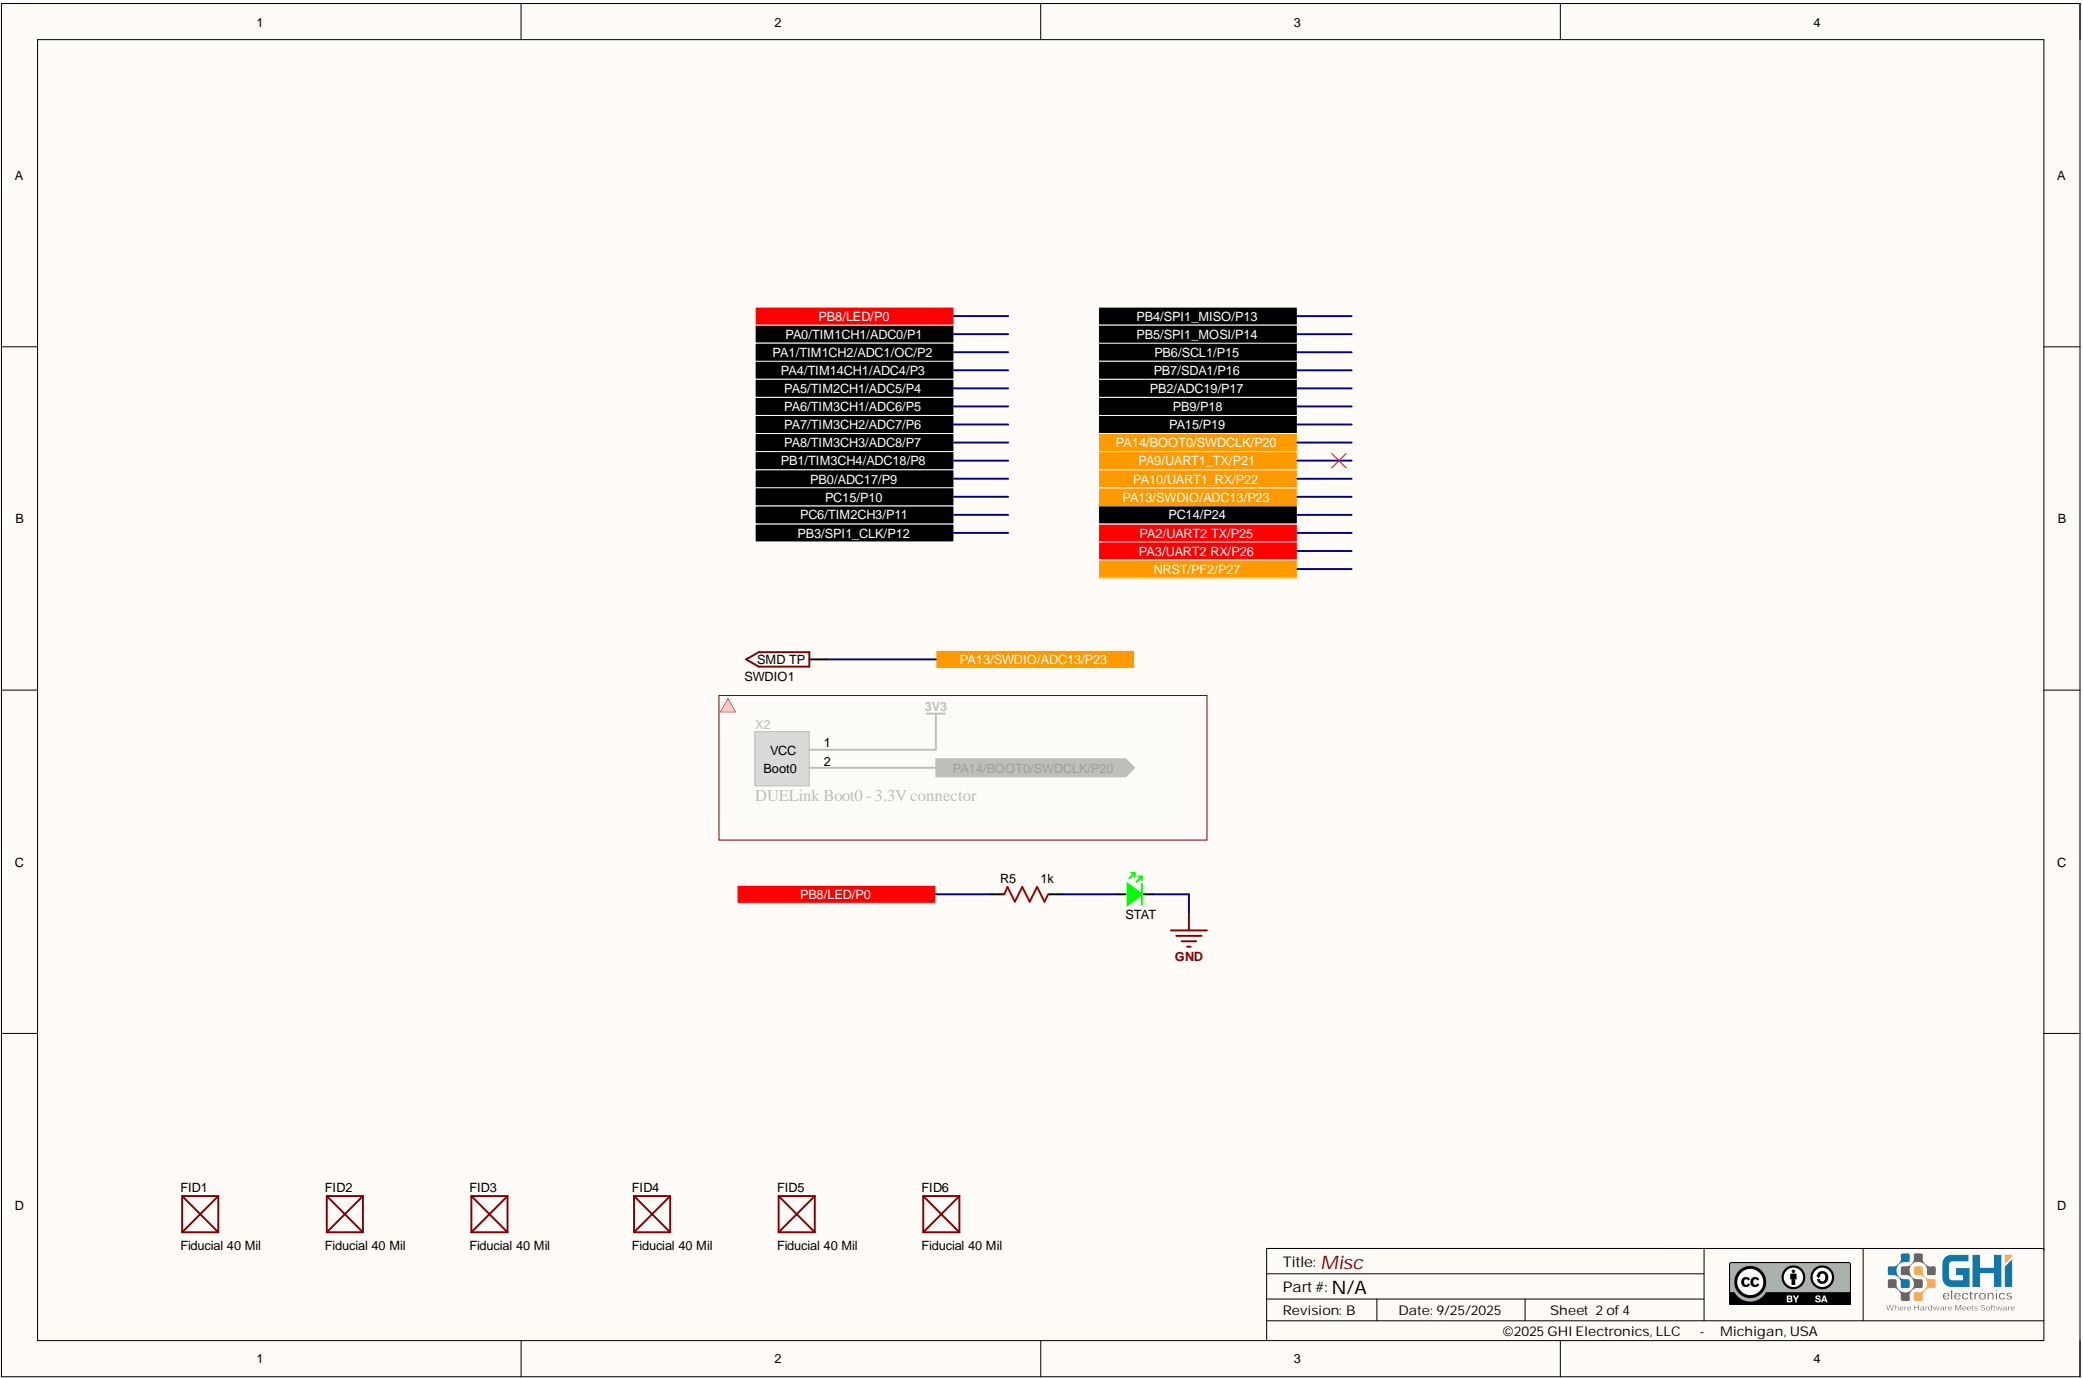 1 2 3 4
A A
PB8/LED/P0
PA0/TIM1CH1/ADC0/P1
PA1/TIM1CH2/ADC1/OC/P2
PA4/TIM14CH1/ADC4/P3
PA5/TIM2CH1/ADC5/P4
PA6/TIM3CH1/ADC6/P5
PA7/TIM3CH2/ADC7/P6
PA8/TIM3CH3/ADC8/P7
PB1/TIM3CH4/ADC18/P8
PB0/ADC17/P9
PC15/P10
PC6/TIM2CH3/P11
PB3/SPI1_CLK/P12
PB4/SPI1_MISO/P13
PB5/SPI1_MOSI/P14
PB6/SCL1/P15
PB7/SDA1/P16
PB2/ADC19/P17
PB9/P18
PA15/P19
PA14/BOOT0/SWDCLK/P20
PA9/UART1_TX/P21
PA10/UART1_RX/P22
PA13/SWDIO/ADC13/P23
PC14/P24
PA2/UART2 TX/P25
PA3/UART2 RX/P26
NRST/PF2/P27
B B
SMD TP
PA13/SWDIO/ADC13/P23
SWDIO1
3V3
X2
VCC 1
Boot0 2
PA14/BOOT0/SWDCLK/P20
DUELink Boot0 - 3.3V connector
C C
PB8/LED/P0
R5 1k
STAT
GND
D D
FID1 FID2 FID3 FID4 FID5 FID6
Fiducial 40 Mil Fiducial 40 Mil Fiducial 40 Mil Fiducial 40 Mil Fiducial 40 Mil Fiducial 40 Mil
Title: Misc
Part #: N/A
Revision: B Date: 9/25/2025 Sheet 2 of 4
cc BY SA
GHi
electronics
Where Hardware Meets Software
©2025 GHI Electronics, LLC - Michigan, USA
1 2 3 4